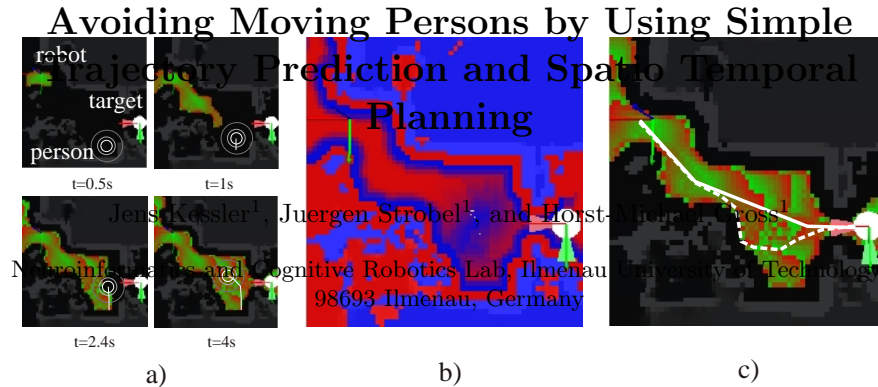 Avoiding Moving Persons by Using Simple
Trajectory Prediction and Spatio Temporal
Planning
robot
target
person
t=0.5s
t=1s
Jens Kessler¹, Juergen Strobel¹, and Horst-Michael Gross¹
Neuroinformatics and Cognitive Robotics Lab, Ilmenau University of Technology
98693 Ilmenau, Germany
t=2.4s
t=4s
a)
b)
c)